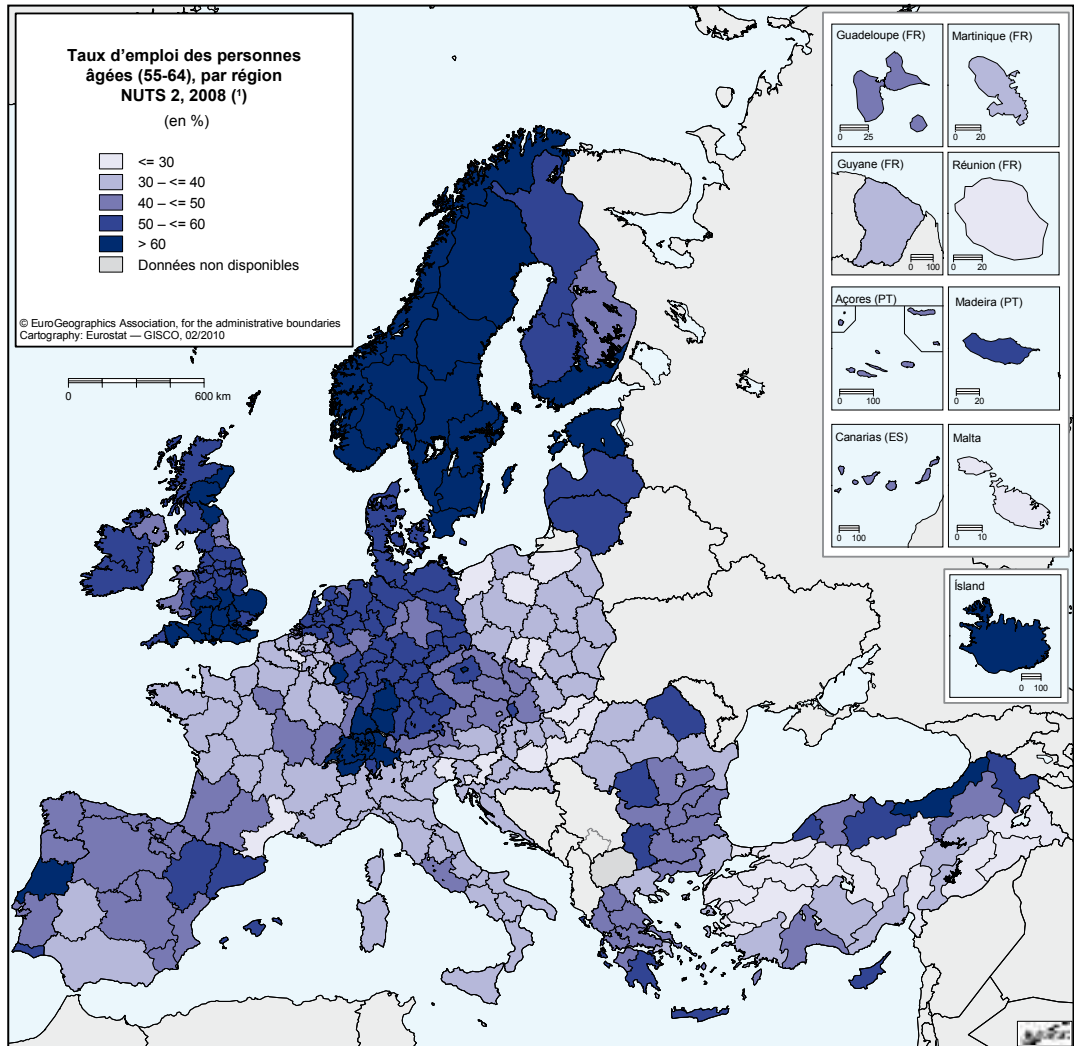 Taux d'emploi des personnes
âgées (55-64), par région
NUTS 2, 2008 (¹)
(en %)
<= 30
30 – <= 40
40 – <= 50
50 – <= 60
> 60
Données non disponibles
© EuroGeographics Association, for the administrative boundaries
Cartography: Eurostat — GISCO, 02/2010
0 600 km
Guadeloupe (FR)
0 25
Martinique (FR)
0 20
Guyane (FR)
0 100
Réunion (FR)
0 20
Açores (PT)
0 100
Madeira (PT)
0 20
Canarias (ES)
0 100
Malta
0 10
Ísland
0 100